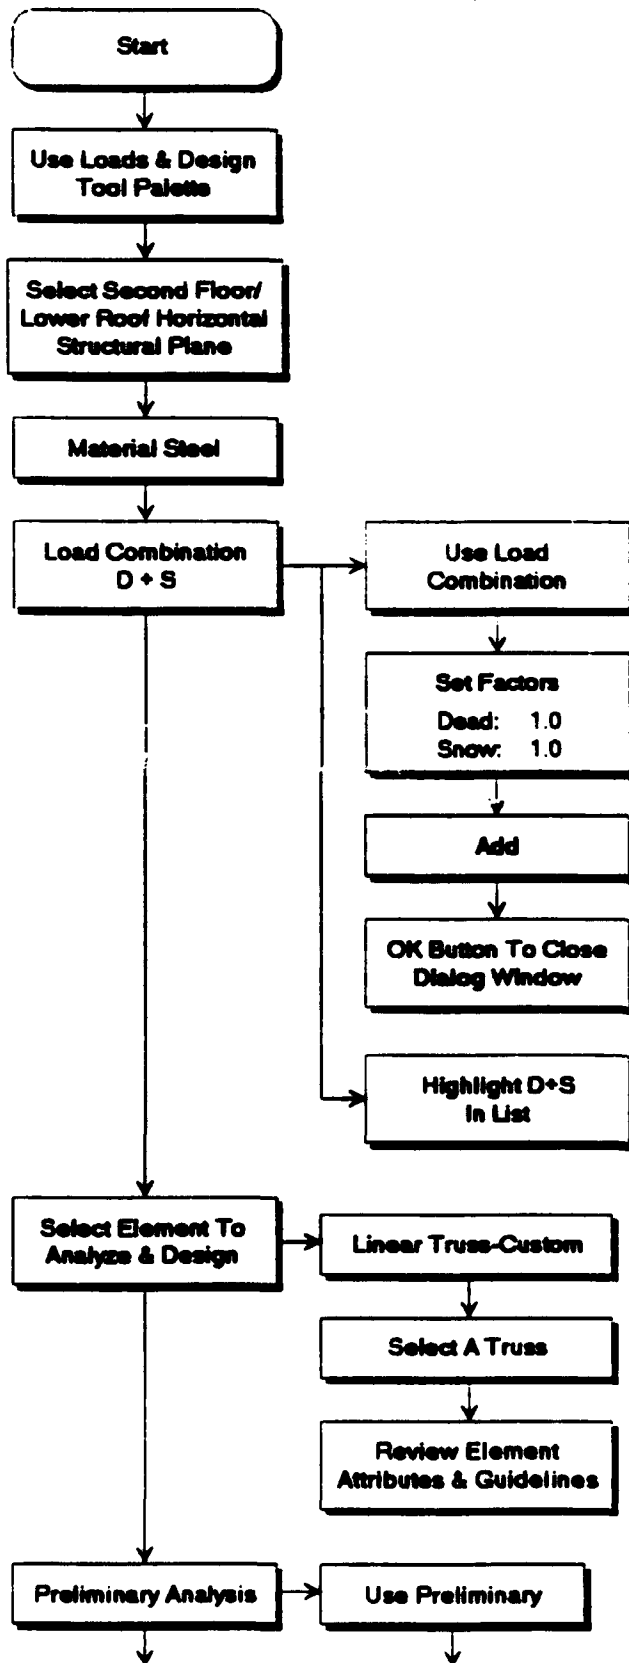 Start
Use Loads & Design
Tool Palette
Select Second Floor/
Lower Roof Horizontal
Structural Plane
Material Steel
Load Combination
D + S
Use Load
Combination
Set Factors
Dead: 1.0
Snow: 1.0
Add
OK Button To Close
Dialog Window
Highlight D+S
In List
Select Element To
Analyze & Design
Linear Truss-Custom
Select A Truss
Review Element
Attributes & Guidelines
Preliminary Analysis
Use Preliminary